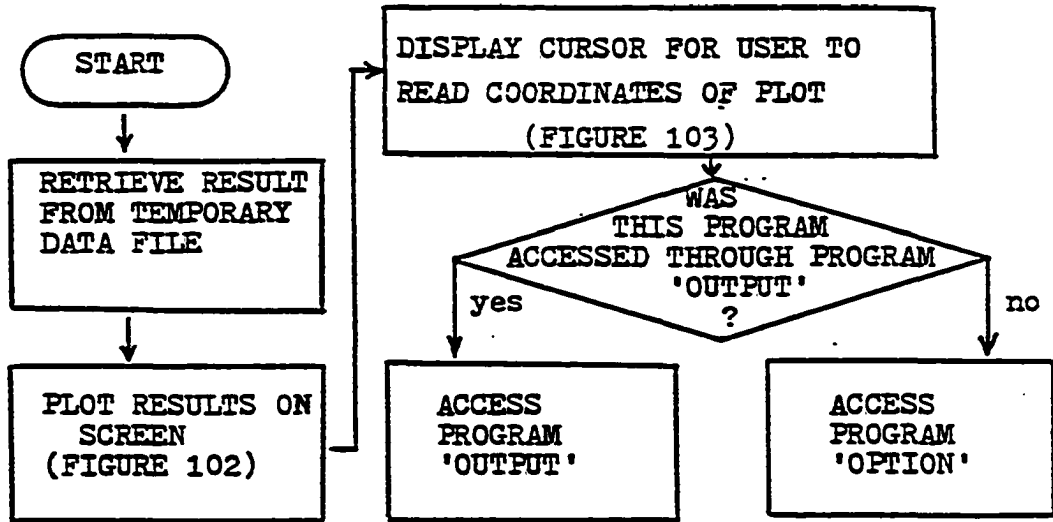 START
RETRIEVE RESULT
FROM TEMPORARY
DATA FILE
PLOT RESULTS ON
SCREEN
(FIGURE 102)
DISPLAY CURSOR FOR USER TO
READ COORDINATES OF PLOT
(FIGURE 103)
WAS
THIS PROGRAM
ACCESSED THROUGH PROGRAM
'OUTPUT'
?
yes
no
ACCESS
PROGRAM
'OUTPUT'
ACCESS
PROGRAM
'OPTION'